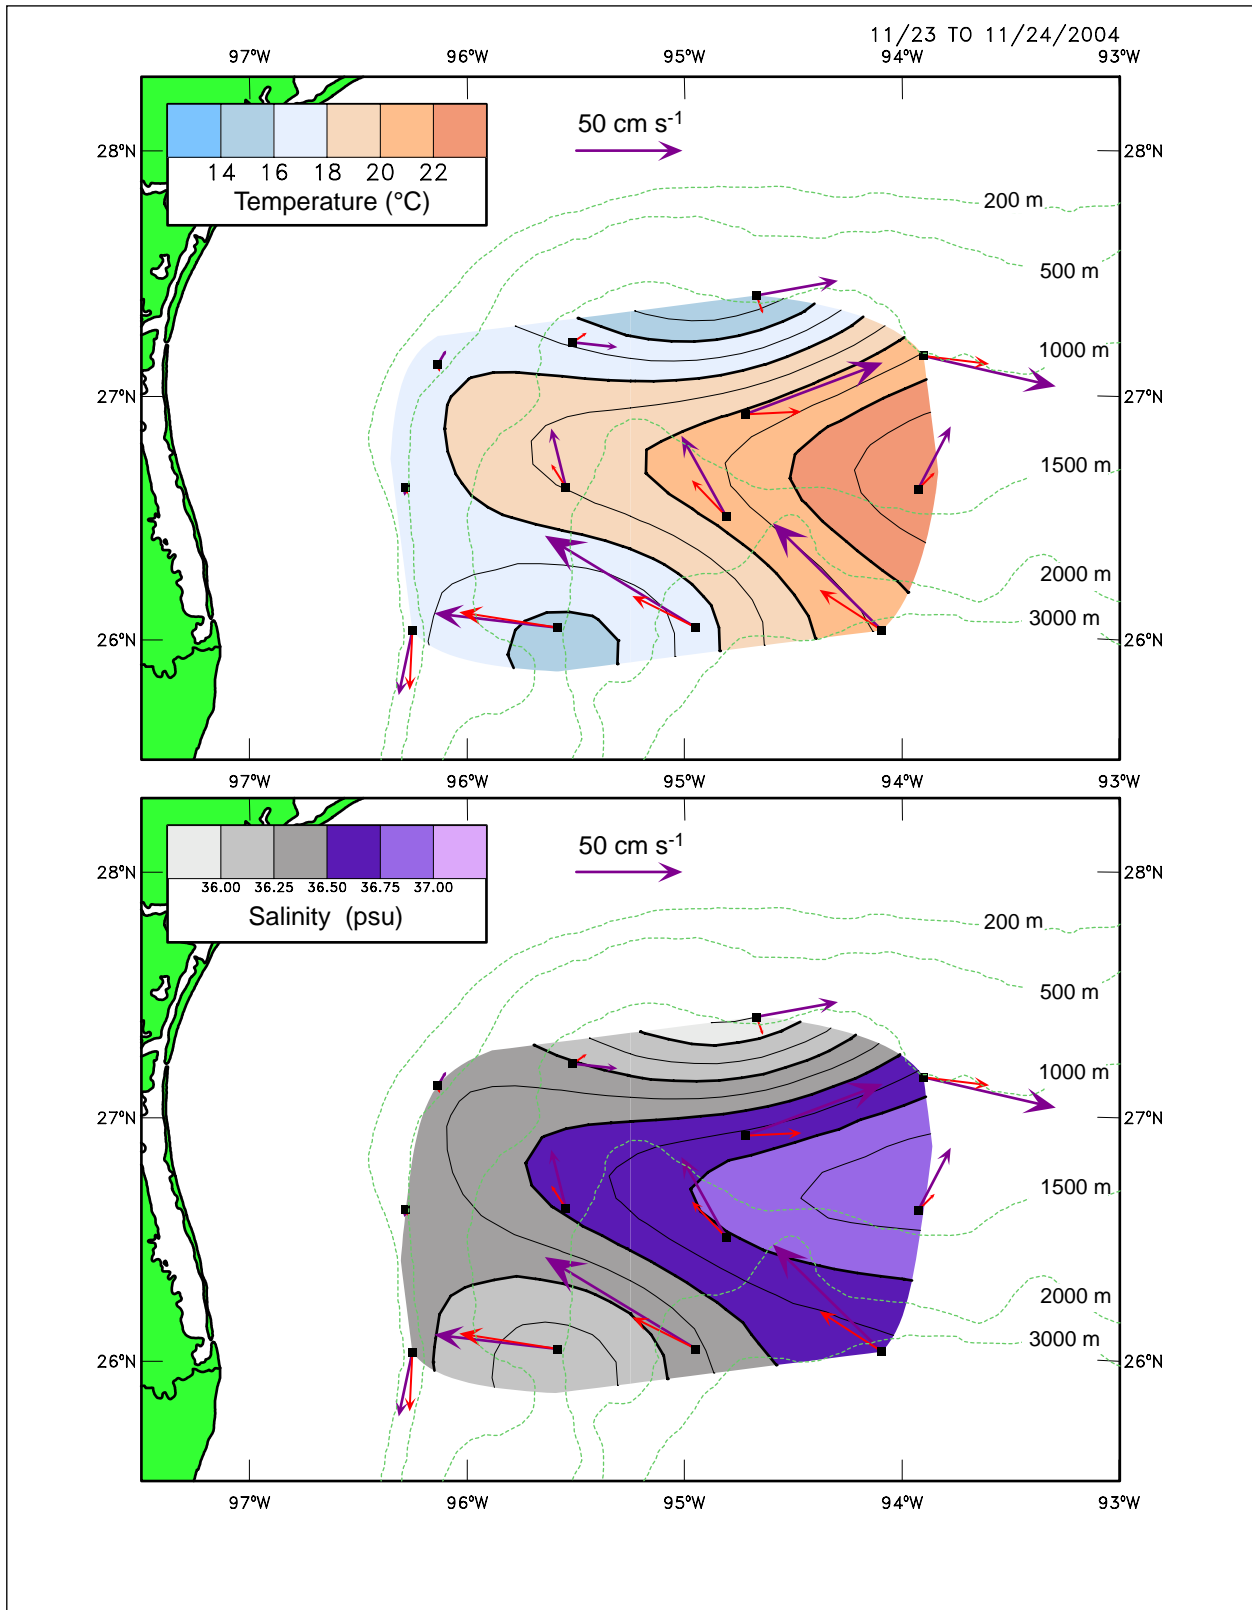 11/23 TO 11/24/2004
97°W 96°W 95°W 94°W 93°W
50 cm s-1
28°N 28°N
14 16 18 20 22
Temperature (°C)
200 m
500 m
1000 m
27°N 27°N
1500 m
2000 m
3000 m
26°N 26°N
97°W 96°W 95°W 94°W 93°W
50 cm s-1
28°N 28°N
36.00 36.25 36.50 36.75 37.00
Salinity (psu)
200 m
500 m
1000 m
27°N 27°N
1500 m
2000 m
3000 m
26°N 26°N
97°W 96°W 95°W 94°W 93°W